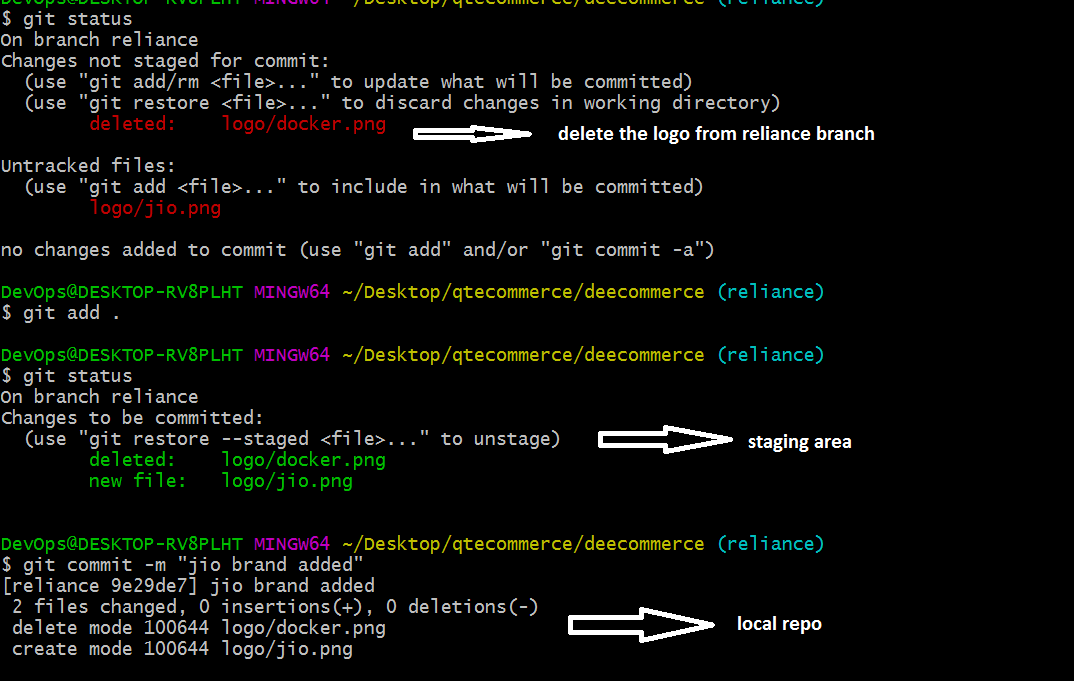 DevOps@DESKTOP-RV8PLHT MINGW64 ~/Desktop/qtecommerce/deecommerce (reliance)
$ git status
On branch reliance
Changes not staged for commit:
  (use "git add/rm <file>..." to update what will be committed)
  (use "git restore <file>..." to discard changes in working directory)
        deleted:    logo/docker.png
delete the logo from reliance branch
Untracked files:
  (use "git add <file>..." to include in what will be committed)
        logo/jio.png
no changes added to commit (use "git add" and/or "git commit -a")
DevOps@DESKTOP-RV8PLHT MINGW64 ~/Desktop/qtecommerce/deecommerce (reliance)
$ git add .
DevOps@DESKTOP-RV8PLHT MINGW64 ~/Desktop/qtecommerce/deecommerce (reliance)
$ git status
On branch reliance
Changes to be committed:
  (use "git restore --staged <file>..." to unstage)
staging area
        deleted:    logo/docker.png
        new file:   logo/jio.png
DevOps@DESKTOP-RV8PLHT MINGW64 ~/Desktop/qtecommerce/deecommerce (reliance)
$ git commit -m "jio brand added"
[reliance 9e29de7] jio brand added
 2 files changed, 0 insertions(+), 0 deletions(-)
local repo
 delete mode 100644 logo/docker.png
 create mode 100644 logo/jio.png